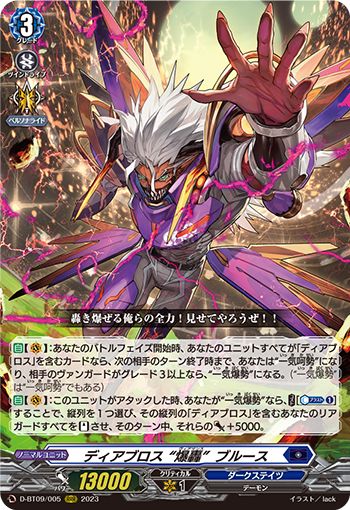 3
グレード
ツインドライブ
ペルソナライド
轟き爆ぜる俺らの全力！見せてやろうぜ！！
自【V】：あなたのバトルフェイズ開始時、あなたのユニットすべてが「ディアブ
ロス」を含むカードなら、次の相手のターン終了時まで、あなたは“一気呵勢”になり、
相手のヴァンガードがグレード３以上なら、“一気爆勢”になる。（“一気爆勢”は
“一気呵勢”でもある）
自【V】：このユニットがアタックした時、あなたが“一気爆勢”なら、【コスト】【CB1】
することで、縦列を１つ選び、その縦列の「ディアブロス」を含むあなたのリア
ガードすべてを【スタンド】させ、そのターン中、それらの+5000。
ノーマルユニット
ディアブロス “爆轟” ブルース
パワー
13000
クリティカル
1
ダークステイツ
デーモン
D-BT09/005
RRR
2023
イラスト／lack